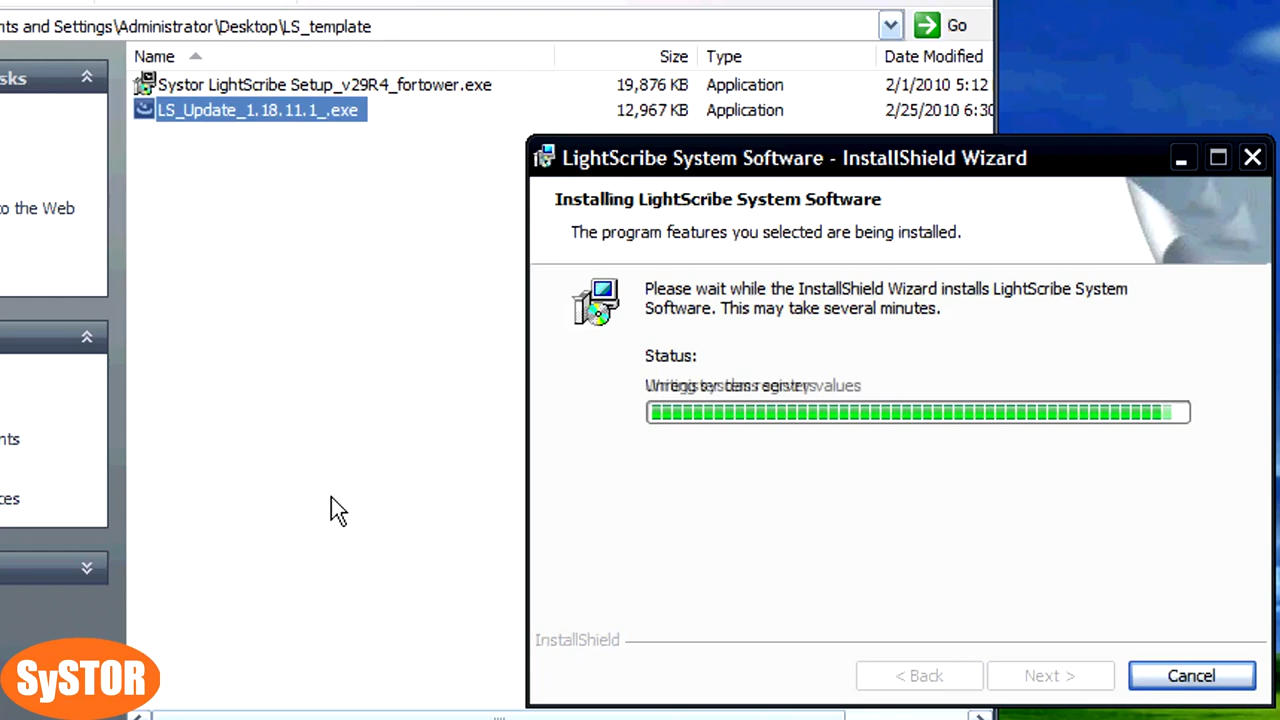 nts and Settings\Administrator\Desktop\LS_template
Go
Name Size Type Date Modified
sks
Systor LightScribe Setup_v29R4_fortower.exe 19,876 KB Application 2/1/2010 5:12
LS_Update_1.18.11.1_.exe 12,967 KB Application 2/25/2010 6:30
to the Web
nts
ces
LightScribe System Software - InstallShield Wizard
Installing LightScribe System Software
The program features you selected are being installed.
Please wait while the InstallShield Wizard installs LightScribe System
Software. This may take several minutes.
Status:
values
InstallShield
< Back
Next >
Cancel
SySTOR